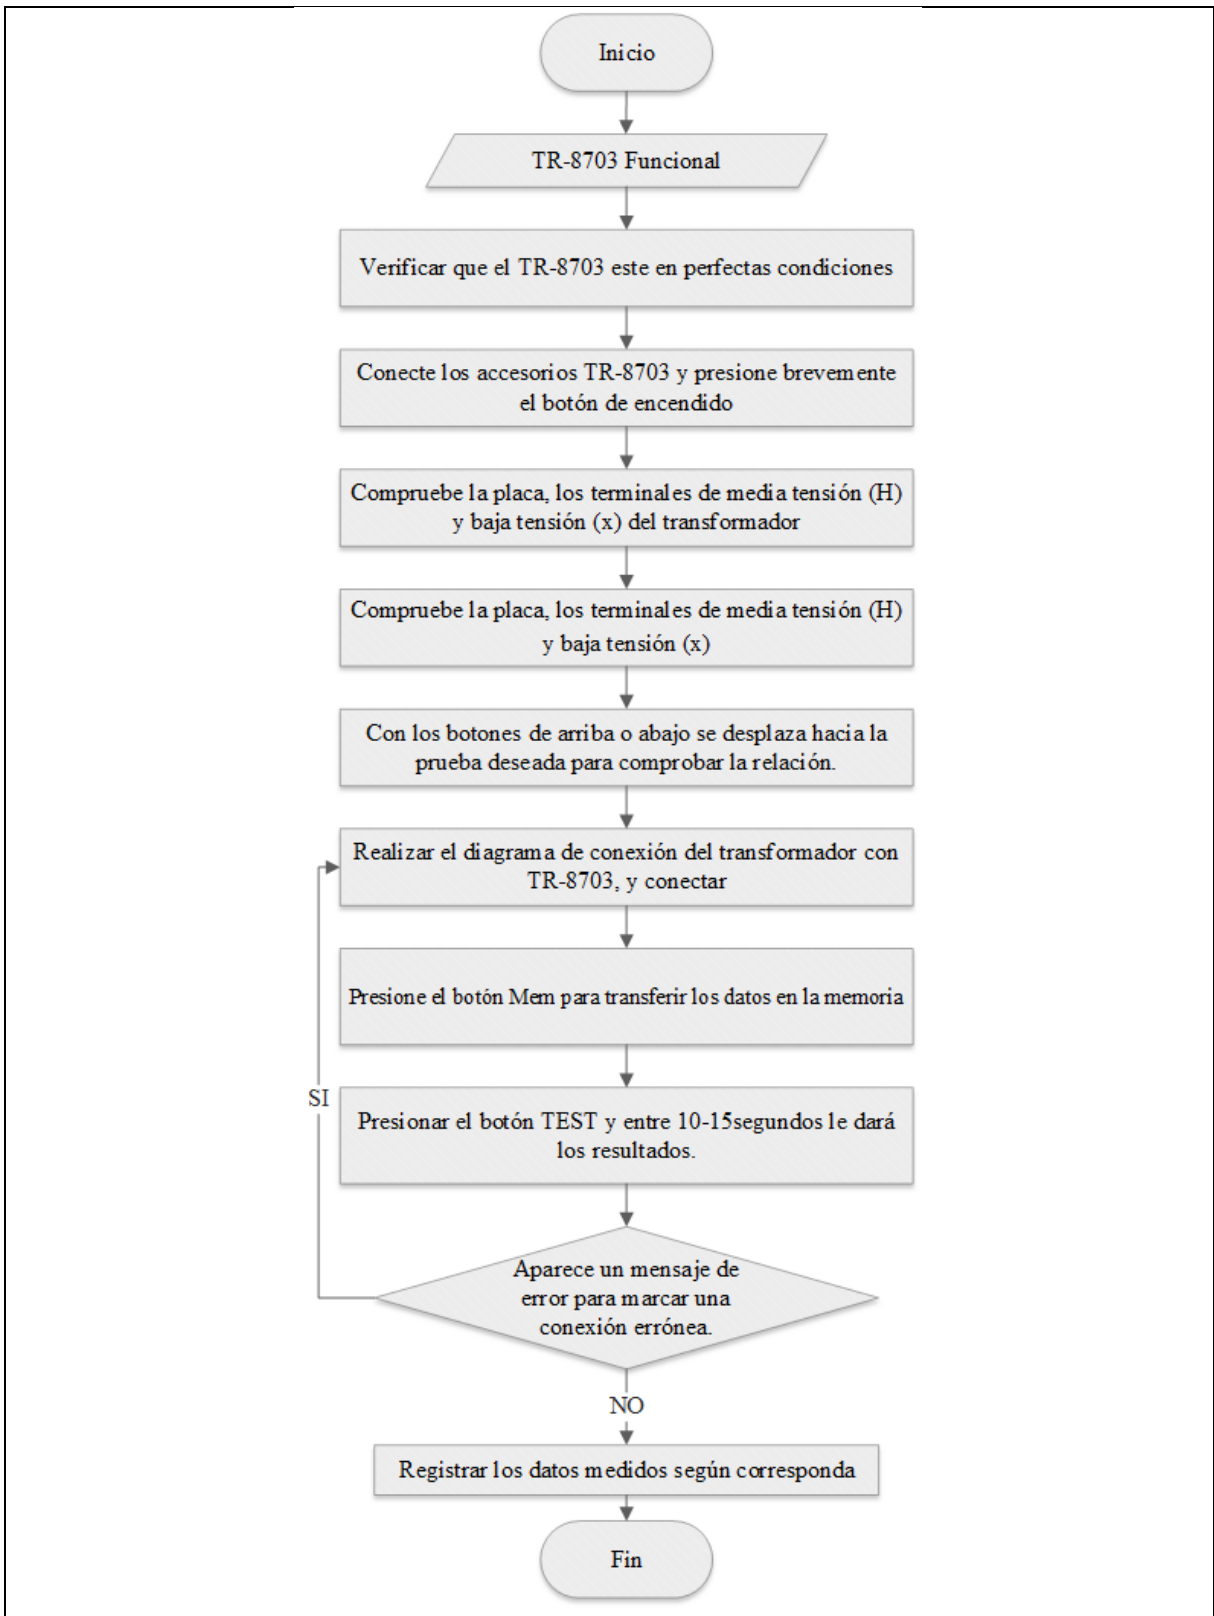 Inicio
TR-8703 Funcional
Verificar que el TR-8703 este en perfectas condiciones
Conecte los accesorios TR-8703 y presione brevemente
el botón de encendido
Compruebe la placa, los terminales de media tensión (H)
y baja tensión (x) del transformador
Compruebe la placa, los terminales de media tensión (H)
y baja tensión (x)
Con los botones de arriba o abajo se desplaza hacia la
prueba deseada para comprobar la relación.
Realizar el diagrama de conexión del transformador con
TR-8703, y conectar
Presione el botón Mem para transferir los datos en la memoria
SI
Presionar el botón TEST y entre 10-15segundos le dará
los resultados.
Aparece un mensaje de
error para marcar una
conexión errónea.
NO
Registrar los datos medidos según corresponda
Fin